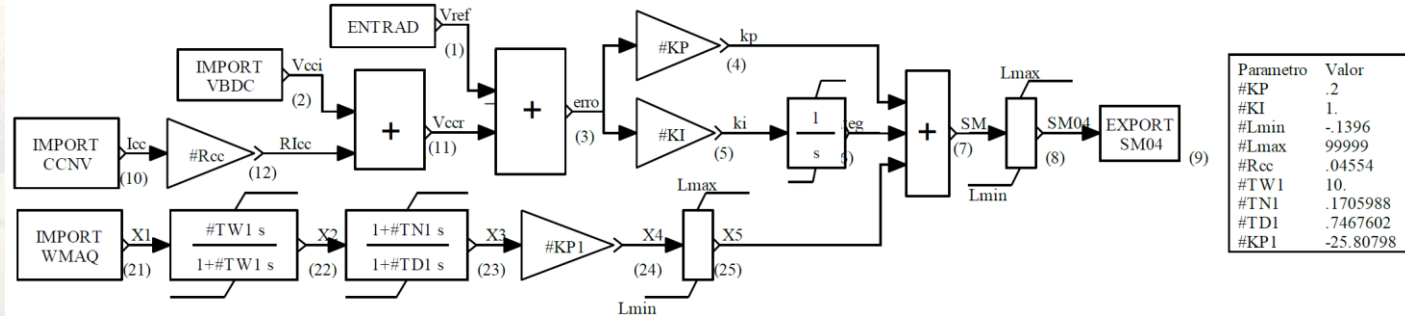 ENTRAD
Vref
(1)
IMPORT
VBDC
Vcci
(2)
+
Vccr
(11)
+
erro
(3)
#KP
kp
(4)
#KI
ki
(5)
1
s
+
SM
(7)
Lmax
Lmin
SM04
(8)
EXPORT
SM04
(9)
IMPORT
CCNV
Icc
(10)
#Rcc
RIcc
(12)
IMPORT
WMAQ
X1
(21)
#TW1 s
1+#TW1 s
X2
(22)
1+#TN1 s
1+#TD1 s
X3
(23)
#KP1
X4
(24)
Lmax
Lmin
X5
(25)
Parametro Valor
#KP .2
#KI 1.
#Lmin -.1396
#Lmax 99999
#Rcc .04554
#TW1 10.
#TN1 .1705988
#TD1 .7467602
#KP1 -25.80798